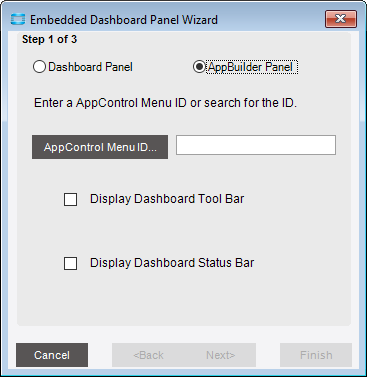 Embedded Dashboard Panel Wizard
Step 1 of 3
Dashboard Panel AppBuilder Panel
Enter a AppControl Menu ID or search for the ID.
AppControl Menu ID...
Display Dashboard Tool Bar
Display Dashboard Status Bar
Cancel <Back Next> Finish